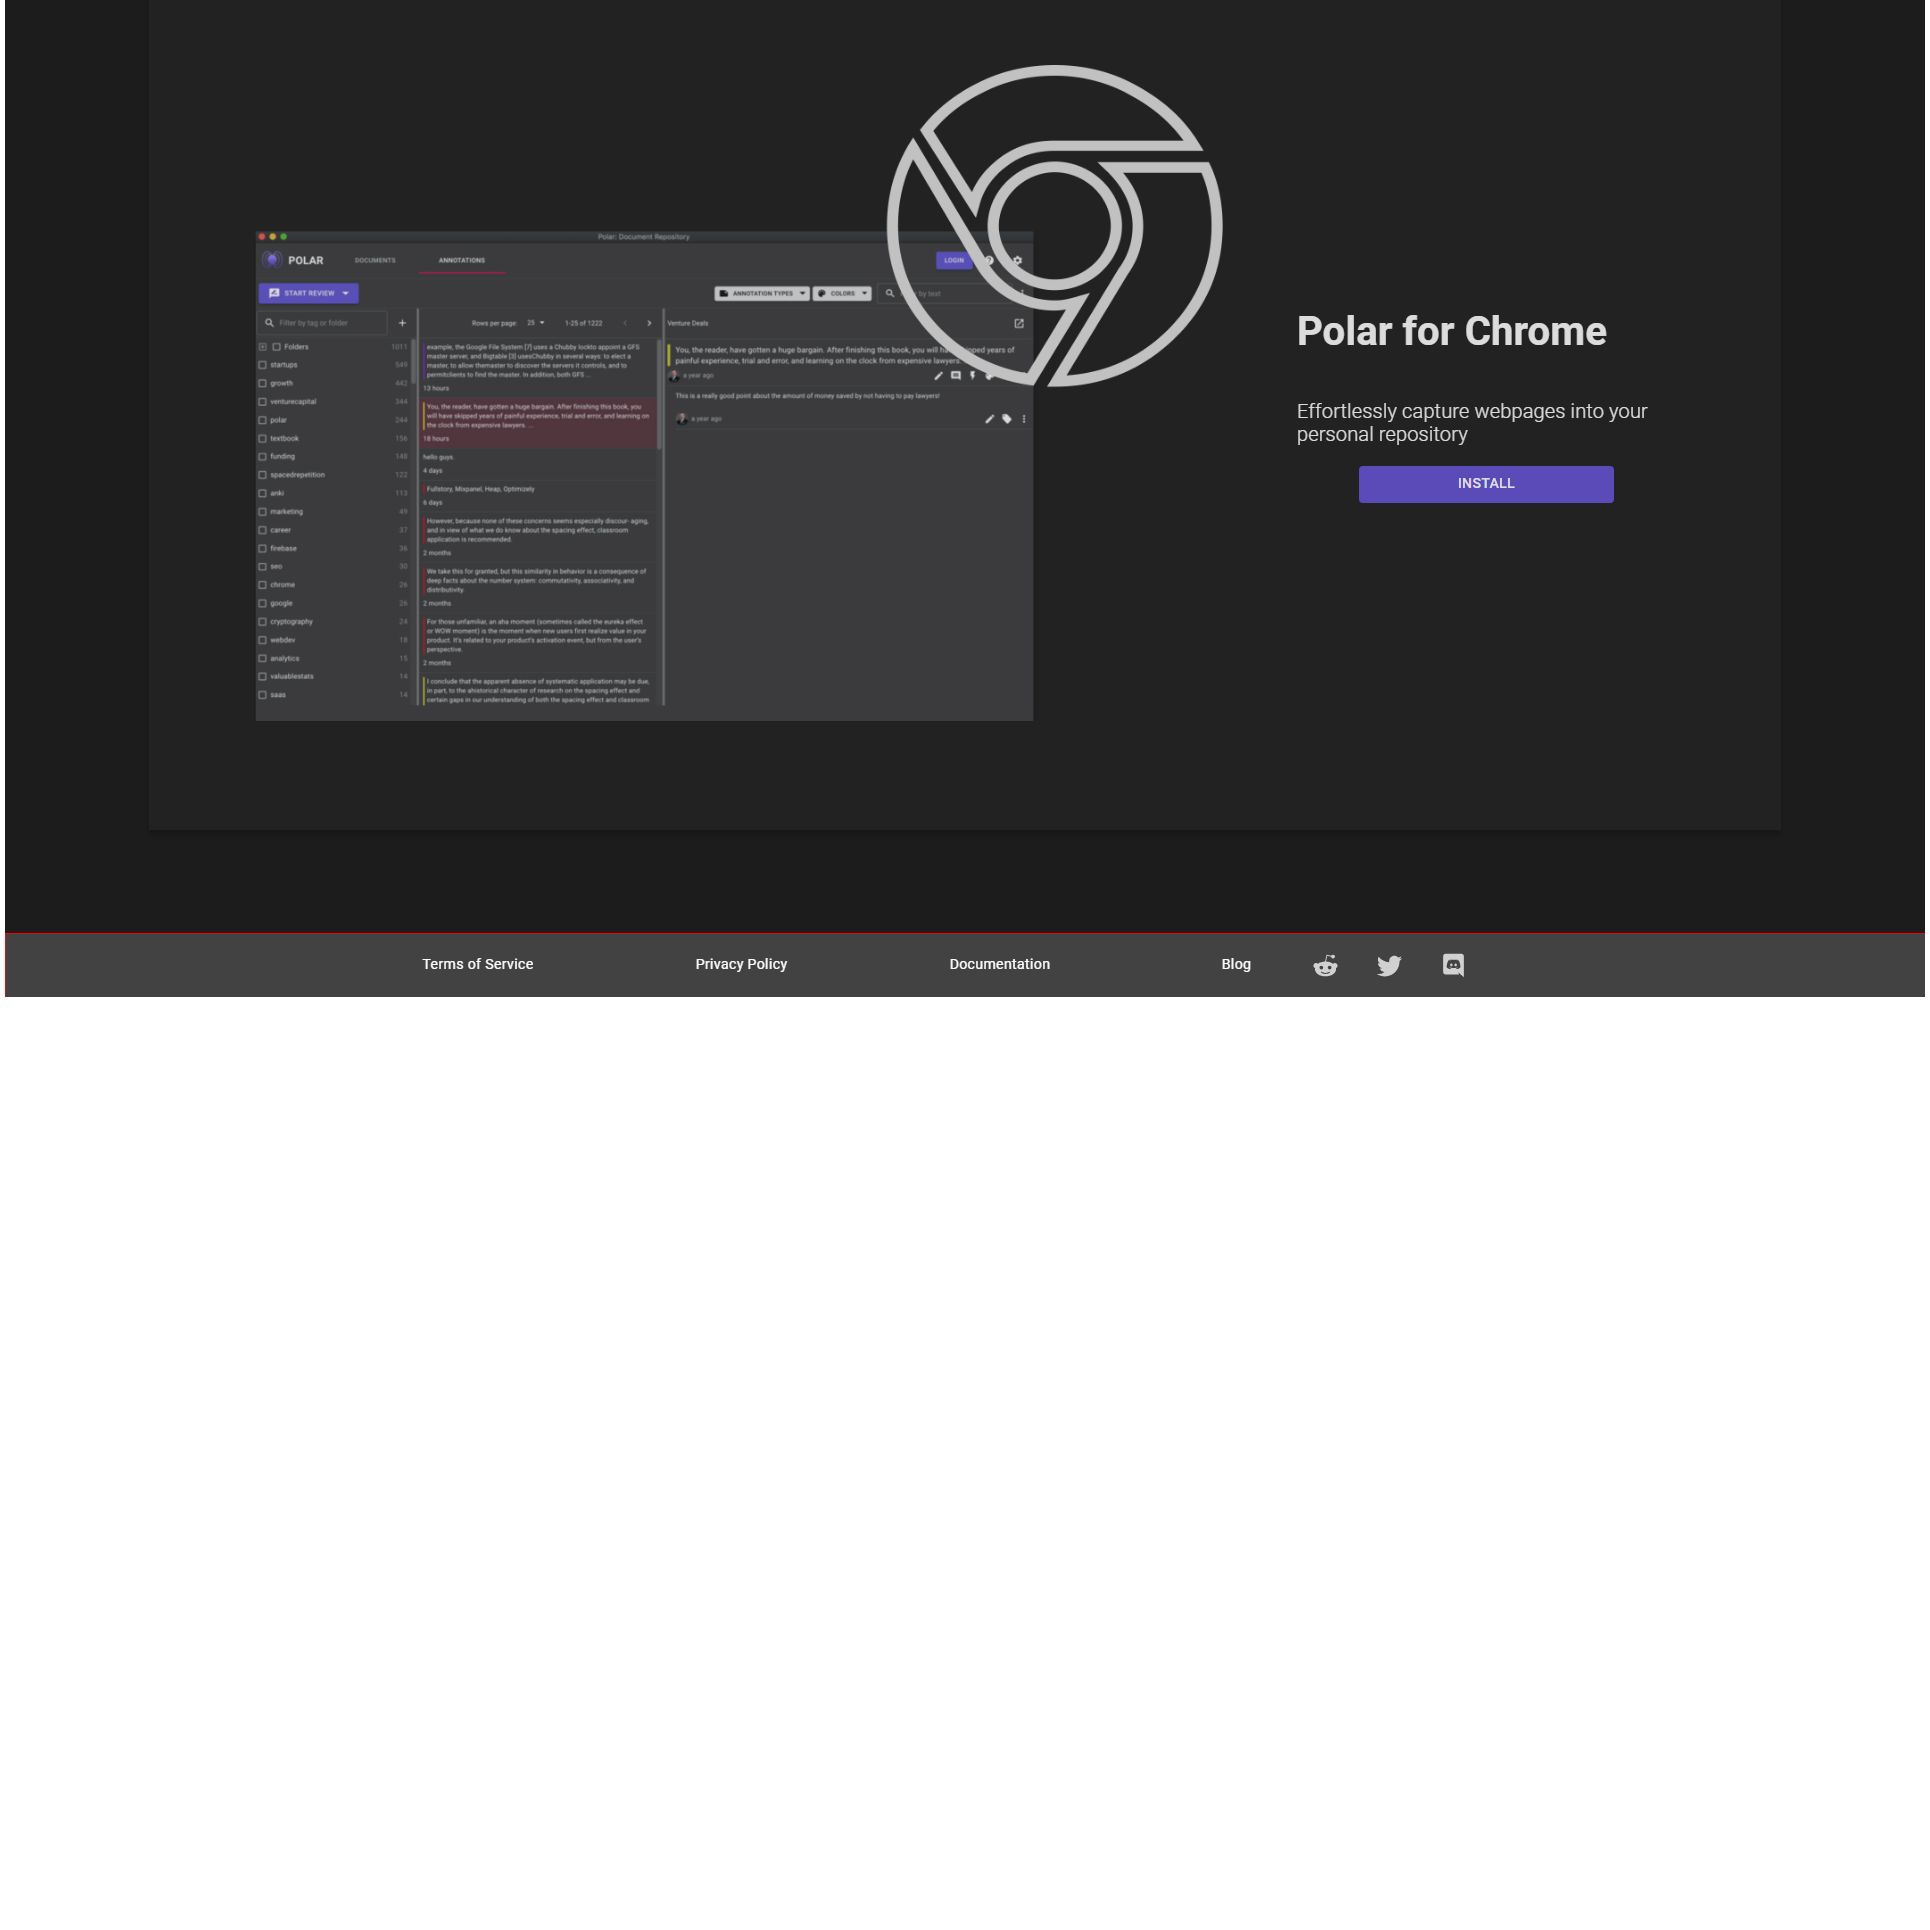 Polar: Document Repository
POLAR
DOCUMENTS
ANNOTATIONS
LOGIN
START REVIEW
ANNOTATION TYPES
COLORS
by text
Filter by tag or folder
Rows per page: 25
1-25 of 1222
Venture Deals
Folders 1011
startups 549
growth 442
venturecapital 344
polar 244
textbook 156
funding 148
spacedrepetition 122
anki 113
marketing 49
career 37
firebase 36
seo 30
chrome 26
google 26
cryptography 24
webdev 18
analytics 15
valuablestats 14
saas 14
example, the Google File System [7] uses a Chubby lockto appoint a GFS
master server, and Bigtable [3] usesChubby in several ways: to elect a
master, to allow themaster to discover the servers it controls, and to
permitclients to find the master. In addition, both GFS ...
13 hours
You, the reader, have gotten a huge bargain. After finishing this book, you
will have skipped years of painful experience, trial and error, and learning on
the clock from expensive lawyers. ...
18 hours
hello guys.
4 days
Fullstory, Mixpanel, Heap, Optimizely
6 days
However, because none of these concerns seems especially discour- aging,
and in view of what we do know about the spacing effect, classroom
application is recommended.
2 months
We take this for granted, but this similarity in behavior is a consequence of
deep facts about the number system: commutativity, associativity, and
distributivity.
2 months
For those unfamiliar, an aha moment (sometimes called the eureka effect
or WOW moment) is the moment when new users first realize value in your
product. It's related to your product's activation event, but from the user's
perspective.
2 months
I conclude that the apparent absence of systematic application may be due,
in part, to the ahistorical character of research on the spacing effect and
certain gaps in our understanding of both the spacing effect and classroom
You, the reader, have gotten a huge bargain. After finishing this book, you will ha pped years of
painful experience, trial and error, and learning on the clock from expensive lawyers.
a year ago
This is a really good point about the amount of money saved by not having to pay lawyers!
a year ago
Polar for Chrome
Effortlessly capture webpages into your
personal repository
INSTALL
Terms of Service
Privacy Policy
Documentation
Blog